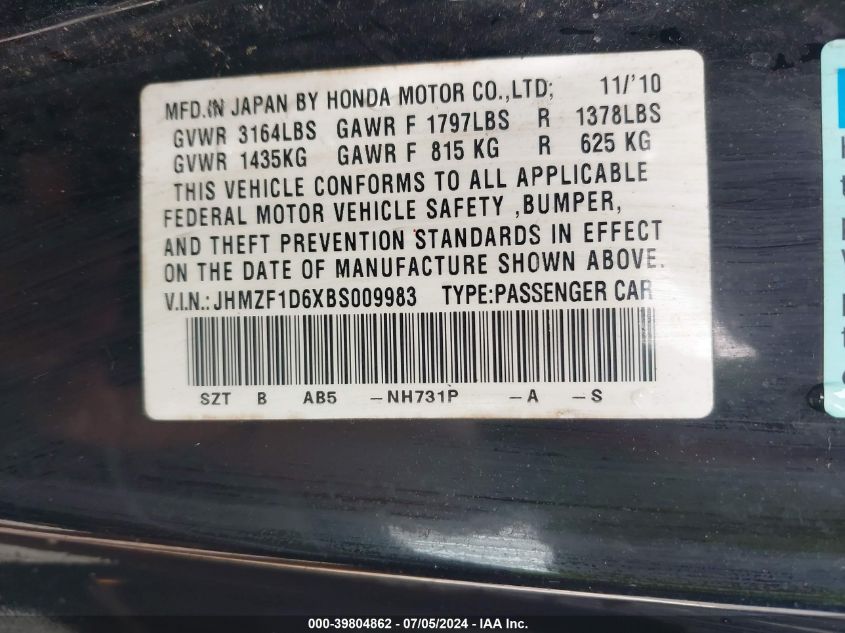 MFD.IN JAPAN BY HONDA MOTOR CO.,LTD; 11/'10
GVWR 3164LBS GAWR F 1797LBS R 1378LBS
GVWR 1435KG GAWR F 815 KG R 625 KG
THIS VEHICLE CONFORMS TO ALL APPLICABLE
FEDERAL MOTOR VEHICLE SAFETY ,BUMPER,
AND THEFT PREVENTION STANDARDS IN EFFECT
ON THE DATE OF MANUFACTURE SHOWN ABOVE.
V.I.N.:JHMZF1D6XBS009983 TYPE:PASSENGER CAR
SZT B AB5 -NH731P -A -S
000-39804862 - 07/05/2024 - IAA Inc.